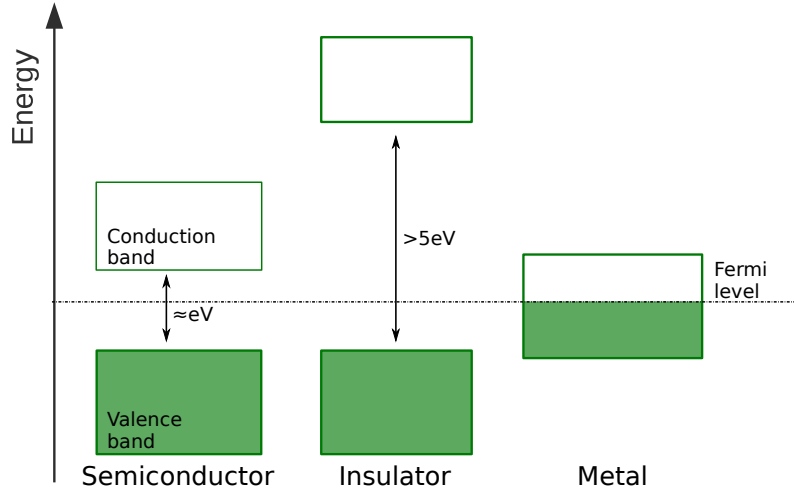 Energy
Conduction
band
≈eV
>5eV
Fermi
level
Valence
band
Semiconductor
Insulator
Metal